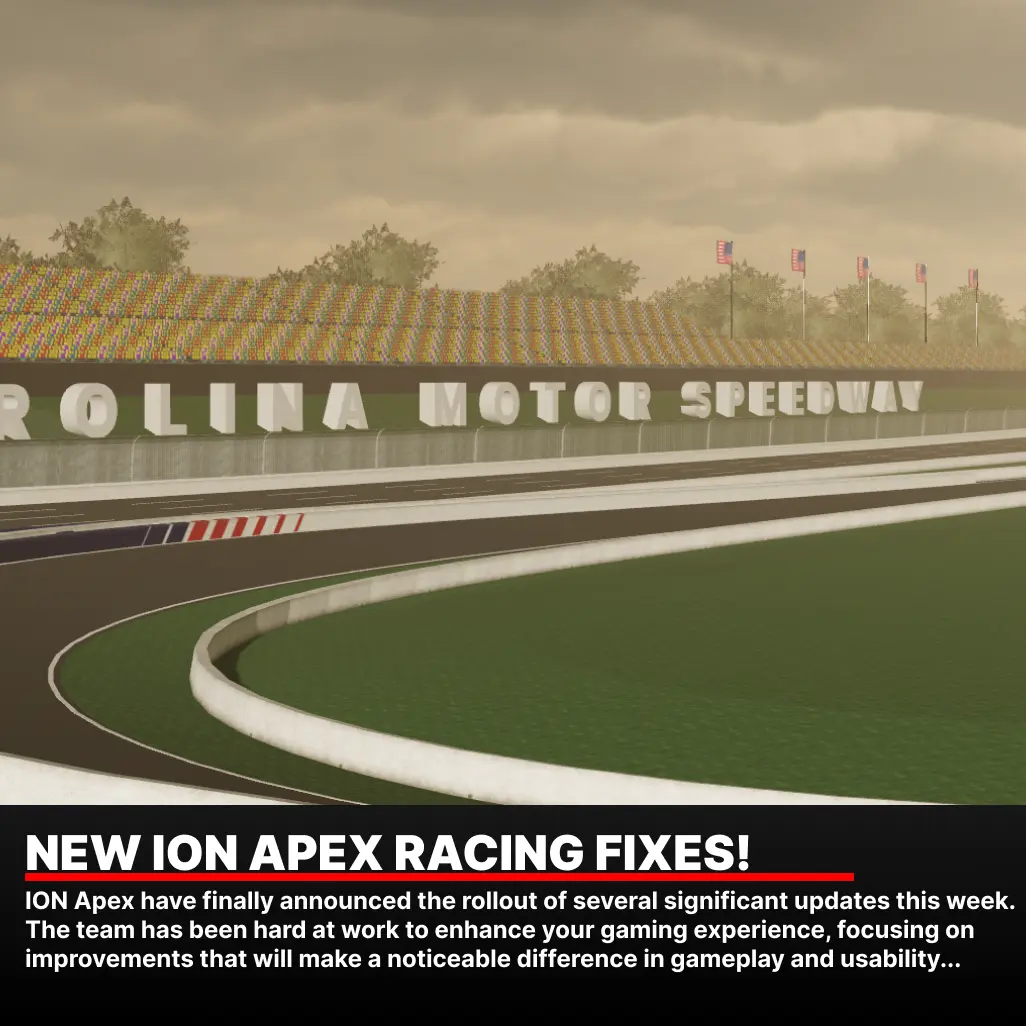 ROLINA MOTOR SPEEDWAY
NEW ION APEX RACING FIXES!
ION Apex have finally announced the rollout of several significant updates this week.
The team has been hard at work to enhance your gaming experience, focusing on
improvements that will make a noticeable difference in gameplay and usability...